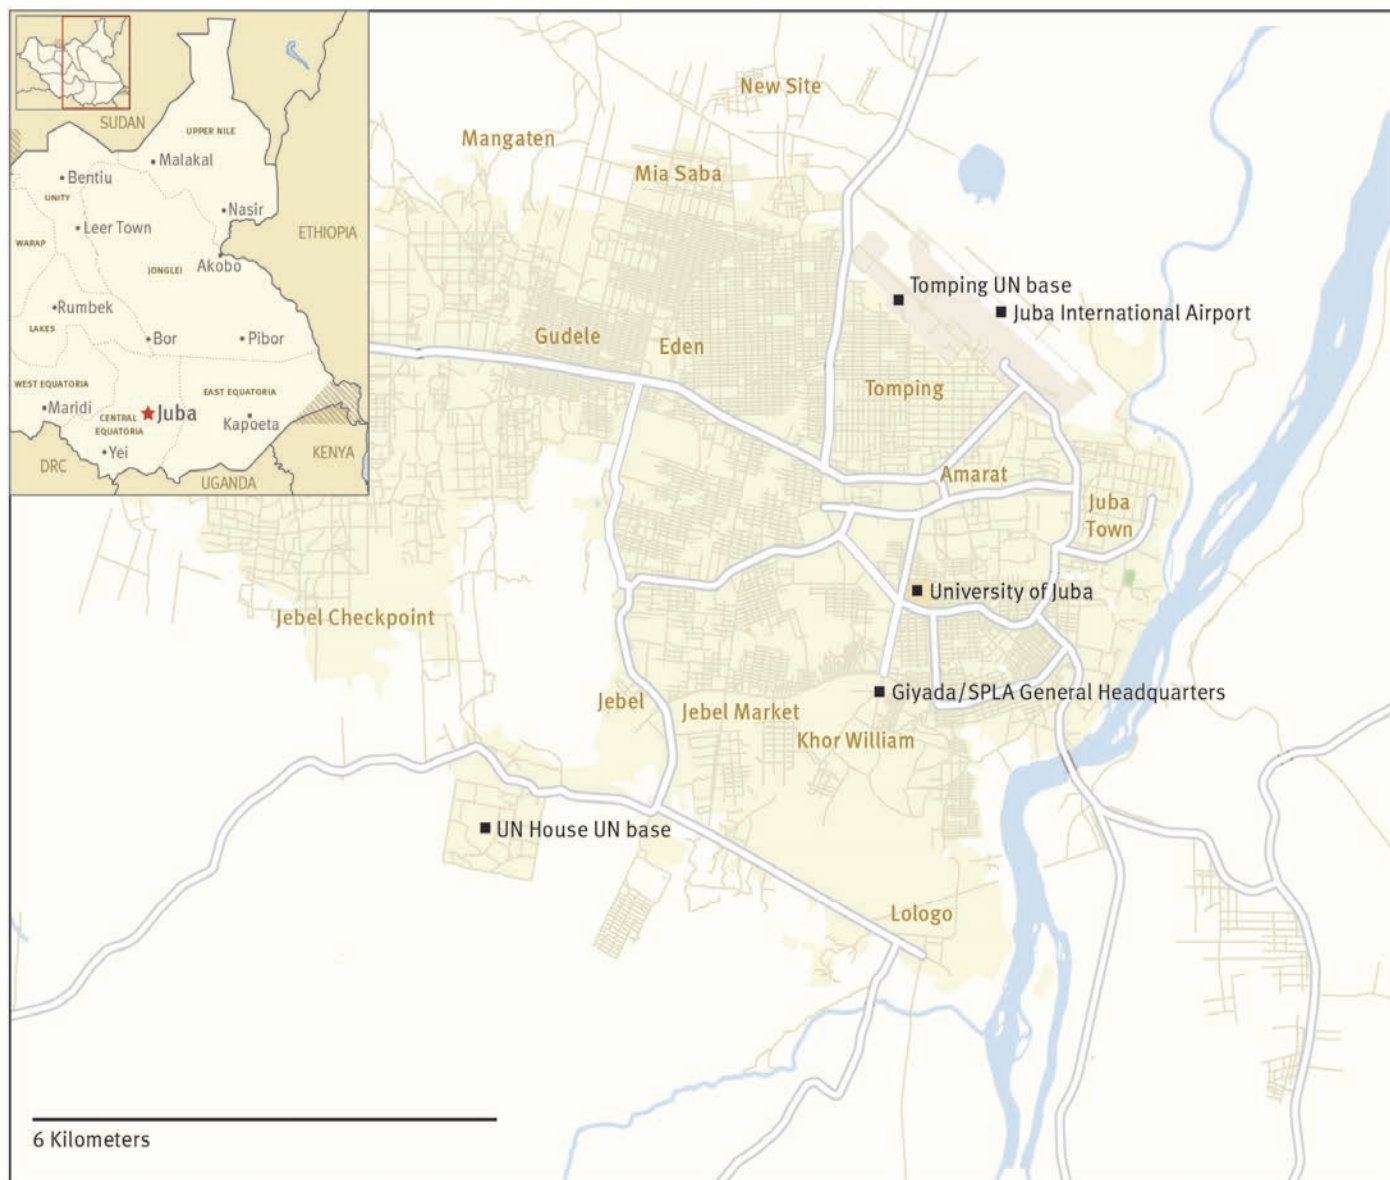 SUDAN
UPPER NILE
Malakal
Bentiu
UNITY
Nasir
Leer Town
ETHIOPIA
WARAP
Akobo
JONGLEI
Rumbek
LAKES
Bor
Pibor
WEST EQUATORIA
EAST EQUATORIA
Maridi
CENTRAL
EQUATORIA
Juba
Kapoeta
Yei
KENYA
DRC
UGANDA
New Site
Mangaten
Mia Saba
Tomping UN base
Juba International Airport
Gudele
Eden
Tomping
Amarat
Juba
Town
University of Juba
Jebel Checkpoint
Jebel
Jebel Market
Giyada/SPLA General Headquarters
Khor William
UN House UN base
Lologo
6 Kilometers